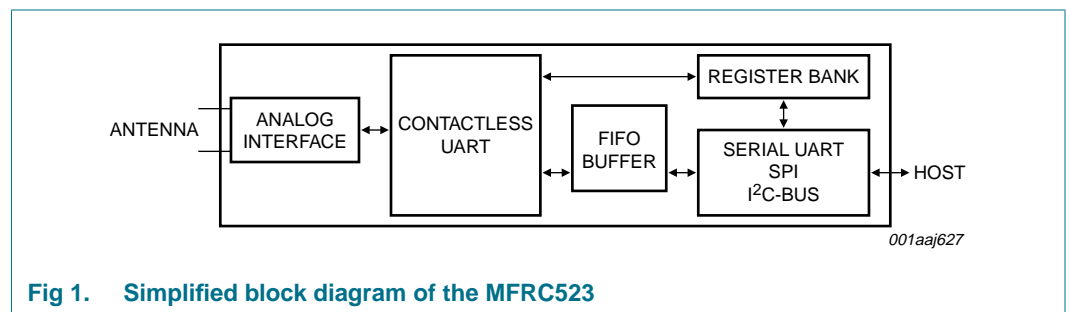 ANTENNA
ANALOG
INTERFACE
CONTACTLESS
UART
FIFO
BUFFER
REGISTER BANK
SERIAL UART
SPI
I²C-BUS
HOST
001aaj627
Fig 1. Simplified block diagram of the MFRC523